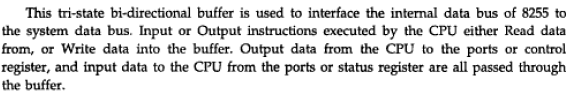 This tri-state bi-directional buffer is used to interface the internal data bus of 8255 to
the system data bus. Input or Output instructions executed by the CPU either Read data
from, or Write data into the buffer. Output data from the CPU to the ports or control
register, and input data to the CPU from the ports or status register are all passed through
the buffer.